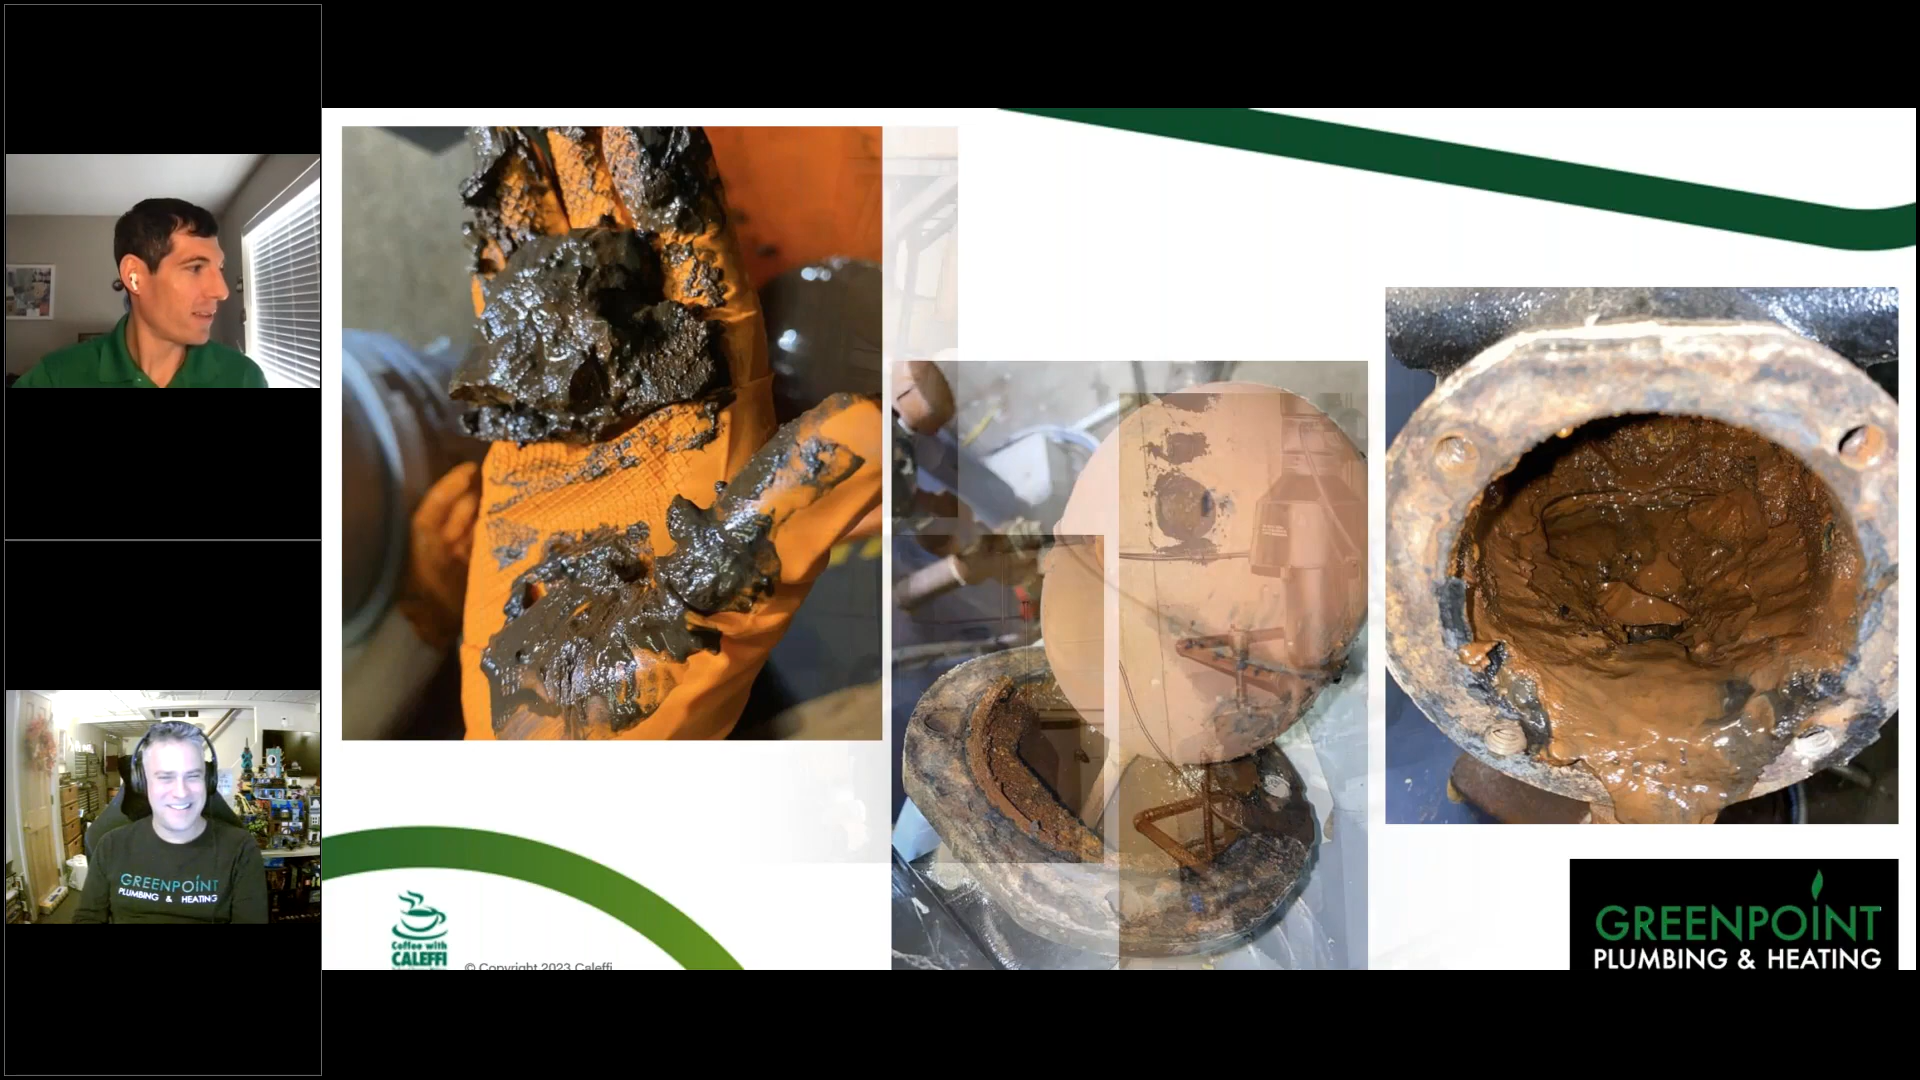 GREENPOINT
PLUMBING & HEATING
Coffee with
CALEFFI
© Copyright 2023 Caleffi
GREENPOINT
PLUMBING & HEATING